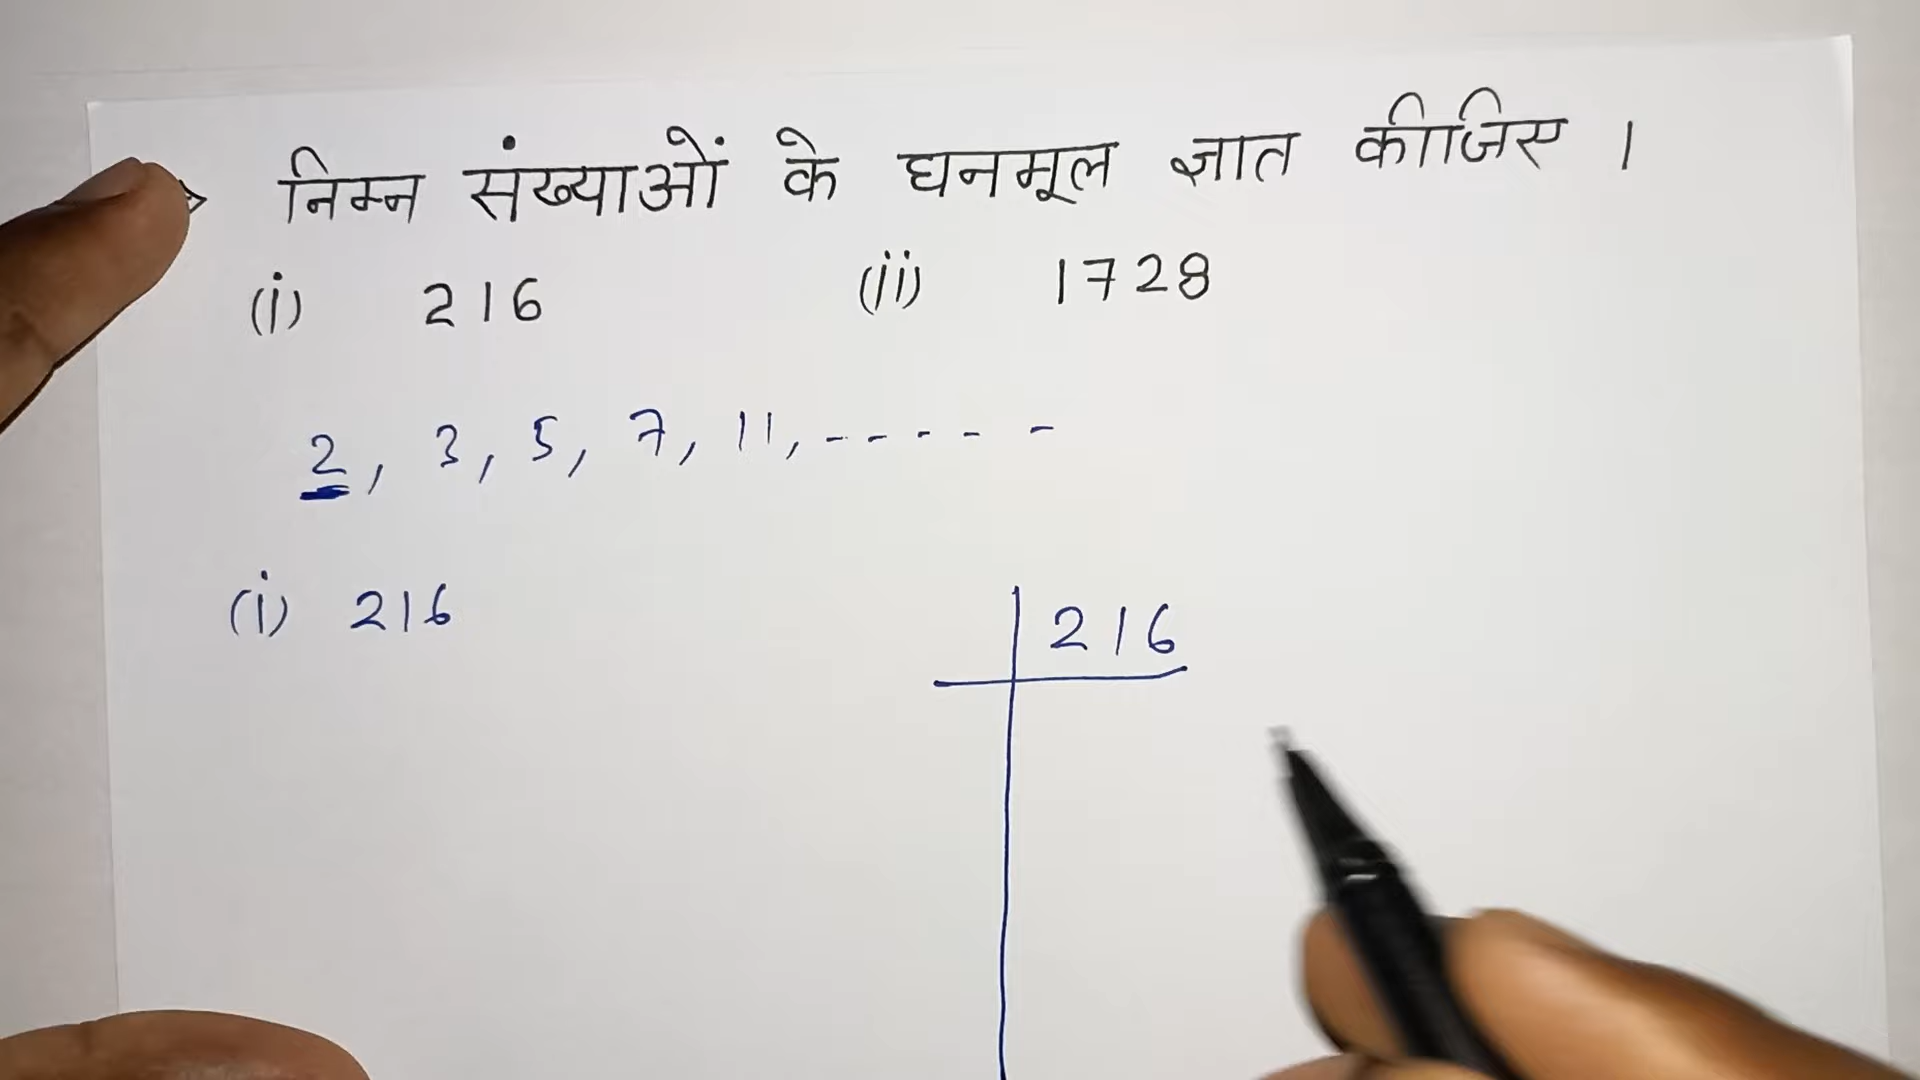 निम्न संख्याओं के घनमूल ज्ञात कीजिए ।
(i) 216 (ii) 1728
2, 3, 5, 7, 11, - - - - -
(i) 216 216